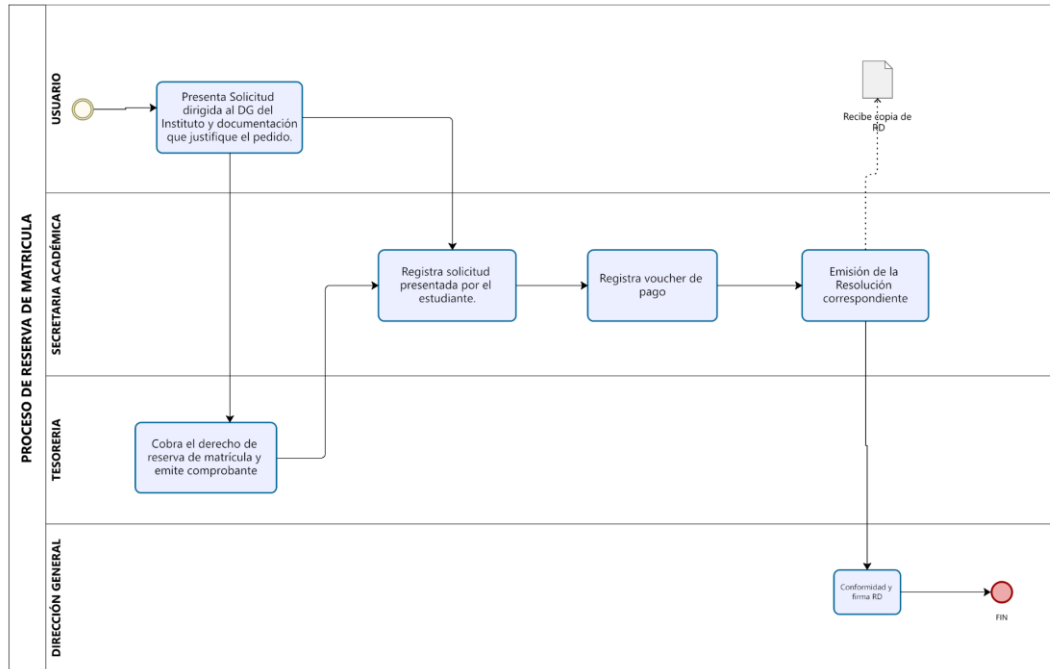 PROCESO DE RESERVA DE MATRICULA
USUARIO
Presenta Solicitud
dirigida al DG del
Instituto y documentación
que justifique el pedido.
Recibe copia de
RD
SECRETARIA ACADÉMICA
Registra solicitud
presentada por el
estudiante.
Registra voucher de
pago
Emisión de la
Resolución
correspondiente
TESORERIA
Cobra el derecho de
reserva de matrícula y
emite comprobante
DIRECCIÓN GENERAL
Conformidad y
firma RD
FIN